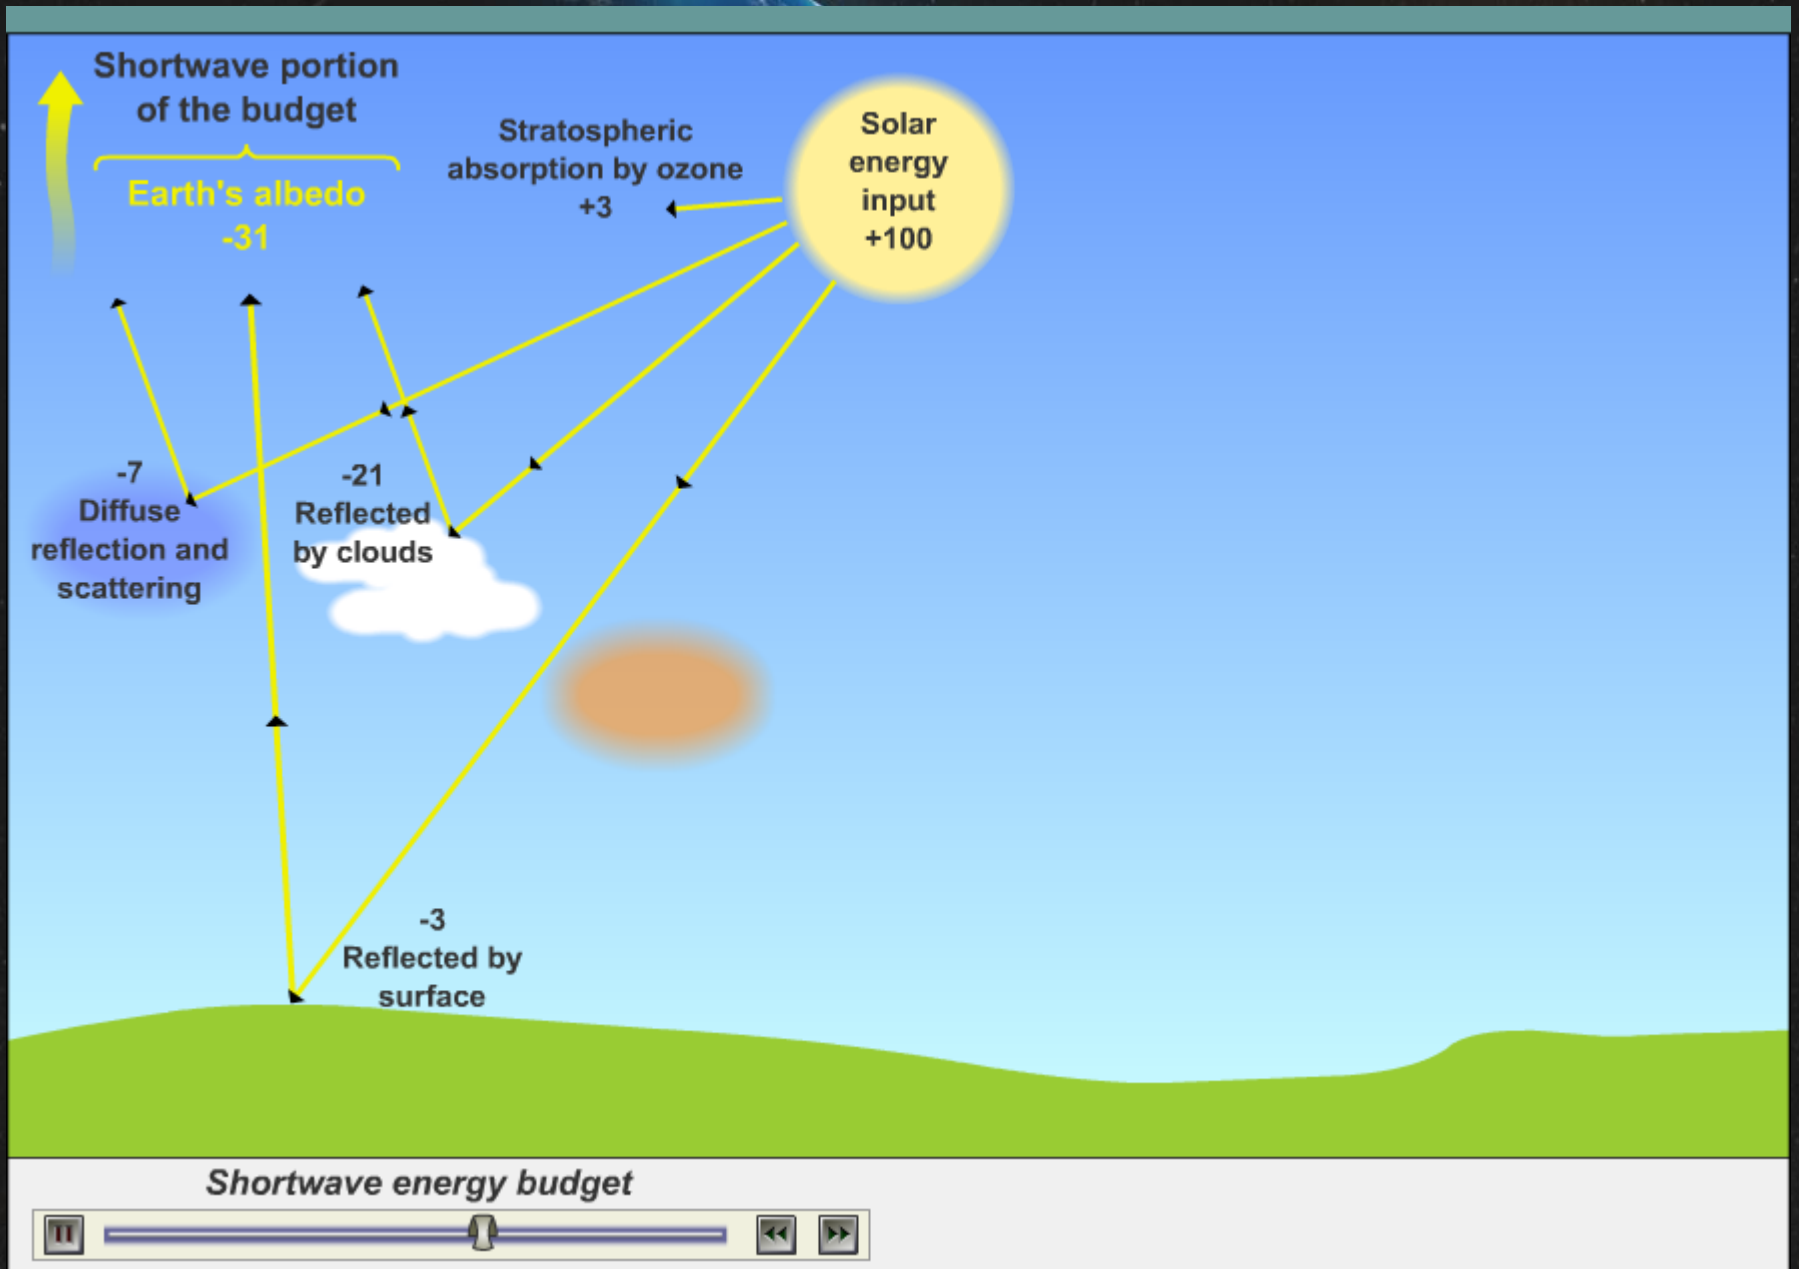 Shortwave portion
of the budget
Earth's albedo
-31
Stratospheric
absorption by ozone
+3
Solar
energy
input
+100
-7
Diffuse
reflection and
scattering
-21
Reflected
by clouds
-3
Reflected by
surface
Shortwave energy budget